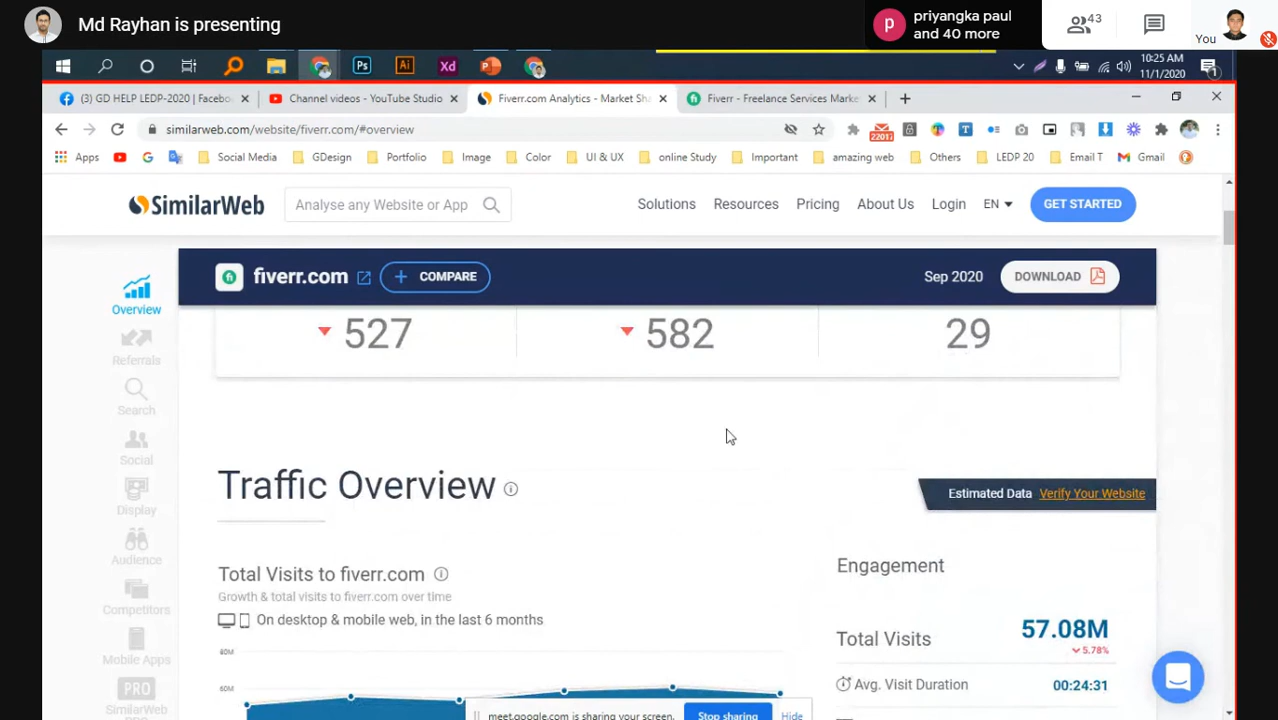 Md Rayhan is presenting
p
priyangka paul
and 40 more
43
You
Ps
Ai
Xd
10:25 AM
11/1/2020
1
(3) GD HELP LEDP-2020 | Faceb
Channel videos - YouTube Studio
Fiverr.com Analytics - Market Sha
Fiverr - Freelance Services Marke
similarweb.com/website/fiverr.com/#overview
22017
Apps
Social Media
GDesign
Portfolio
Image
Color
UI & UX
online Study
Important
amazing web
Others
LEDP 20
Email T
Gmail
SimilarWeb
Analyse any Website or App
Solutions
Resources
Pricing
About Us
Login
EN
GET STARTED
fiverr.com
COMPARE
Sep 2020
DOWNLOAD
Overview
Referrals
Search
Social
Display
Audience
Competitors
Mobile Apps
PRO
SimilarWeb
527
582
29
Traffic Overview
Estimated Data
Verify Your Website
Total Visits to fiverr.com
Growth & total visits to fiverr.com over time
On desktop & mobile web, in the last 6 months
80M
60M
Engagement
Total Visits
57.08M
5.78%
Avg. Visit Duration
00:24:31
meet.google.com is sharing your screen.
Stop sharing
Hide